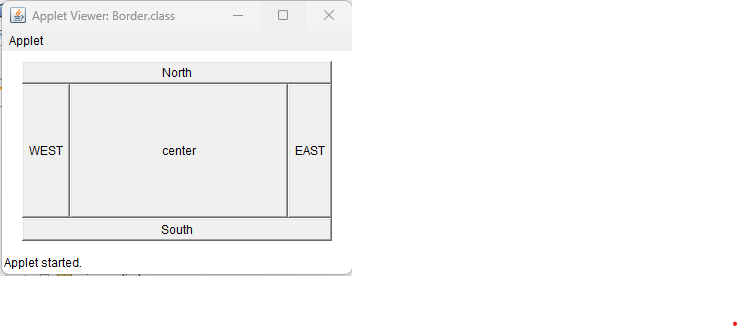 Applet Viewer: Border.class
Applet
North
WEST center EAST
South
Applet started.